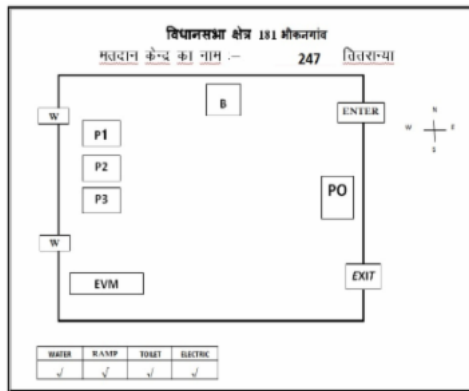 विधानसभा क्षेत्र 181 भीकनगांव
मतदान केन्द्र का नाम :– 247 तितरान्या
B
W
ENTER
N
W E
S
P1
P2
P3
PO
W
EVM
EXIT
WATER RAMP TOILET ELECTRIC
√ √ √ √